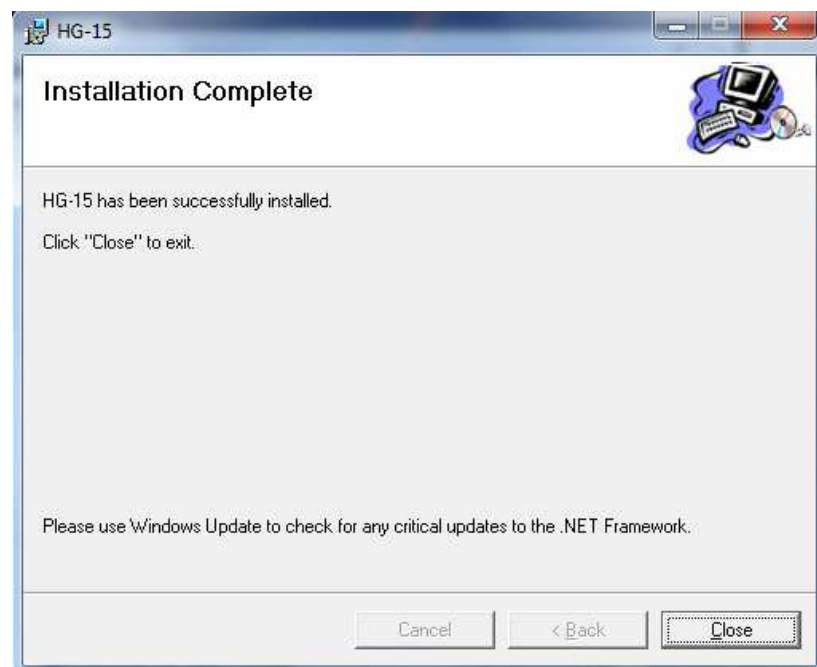 HG-15
Installation Complete
HG-15 has been successfully installed.
Click "Close" to exit.
Please use Windows Update to check for any critical updates to the .NET Framework.
Cancel
< Back
Close